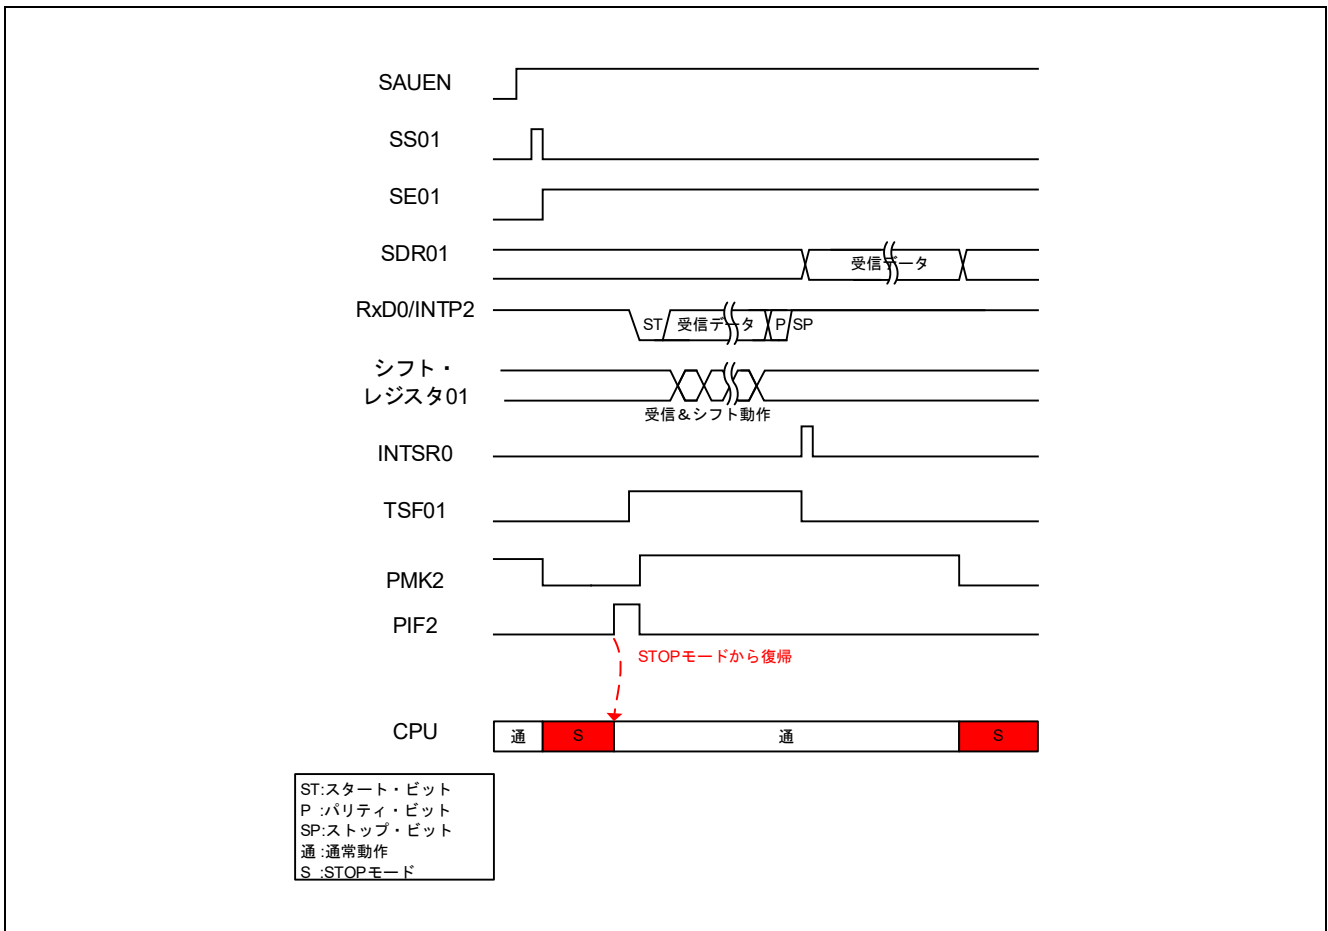 SAUEN
SS01
SE01
SDR01
受信データ
RxD0/INTP2
ST
受信データ
P
SP
シフト・
レジスタ01
受信&シフト動作
INTSR0
TSF01
PMK2
PIF2
STOPモードから復帰
CPU
通
S
通
S
ST:スタート・ビット
P :パリティ・ビット
SP:ストップ・ビット
通 :通常動作
S :STOPモード